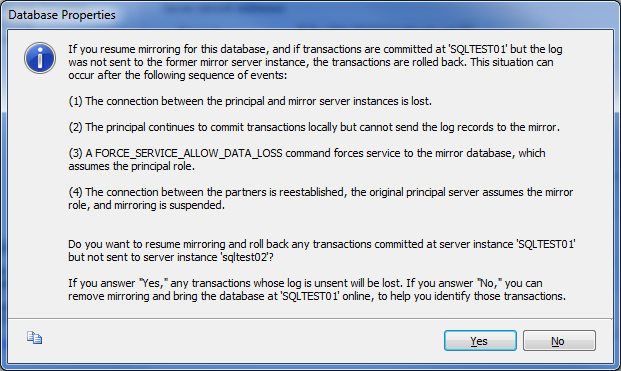 Database Properties
If you resume mirroring for this database, and if transactions are committed at 'SQLTEST01' but the log
was not sent to the former mirror server instance, the transactions are rolled back. This situation can
occur after the following sequence of events:
(1) The connection between the principal and mirror server instances is lost.
(2) The principal continues to commit transactions locally but cannot send the log records to the mirror.
(3) A FORCE_SERVICE_ALLOW_DATA_LOSS command forces service to the mirror database, which
assumes the principal role.
(4) The connection between the partners is reestablished, the original principal server assumes the mirror
role, and mirroring is suspended.
Do you want to resume mirroring and roll back any transactions committed at server instance 'SQLTEST01'
but not sent to server instance 'sqltest02'?
If you answer "Yes," any transactions whose log is unsent will be lost. If you answer "No," you can
remove mirroring and bring the database at 'SQLTEST01' online, to help you identify those transactions.
Yes
No